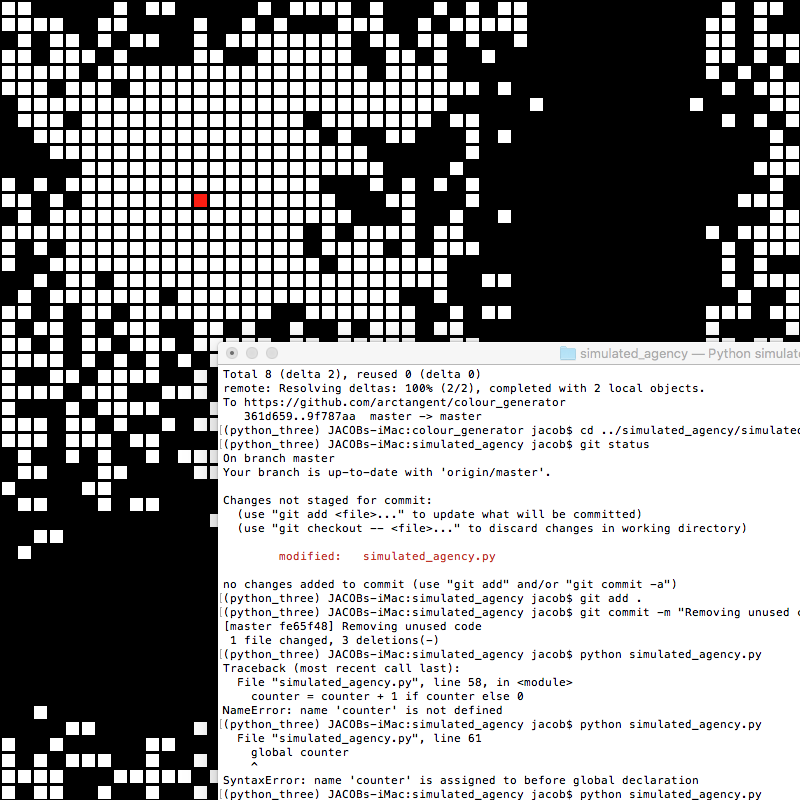 simulated_agency — Python simulate
Total 8 (delta 2), reused 0 (delta 0)
remote: Resolving deltas: 100% (2/2), completed with 2 local objects.
To https://github.com/arctangent/colour_generator
   361d659..9f787aa  master -> master
[(python_three) JACOBs-iMac:colour_generator jacob$ cd ../simulated_agency/simulated
[(python_three) JACOBs-iMac:simulated_agency jacob$ git status
On branch master
Your branch is up-to-date with 'origin/master'.
Changes not staged for commit:
  (use "git add <file>..." to update what will be committed)
  (use "git checkout -- <file>..." to discard changes in working directory)
        modified:   simulated_agency.py
no changes added to commit (use "git add" and/or "git commit -a")
[(python_three) JACOBs-iMac:simulated_agency jacob$ git add .
[(python_three) JACOBs-iMac:simulated_agency jacob$ git commit -m "Removing unused c
[master fe65f48] Removing unused code
 1 file changed, 3 deletions(-)
[(python_three) JACOBs-iMac:simulated_agency jacob$ python simulated_agency.py
Traceback (most recent call last):
  File "simulated_agency.py", line 58, in <module>
    counter = counter + 1 if counter else 0
NameError: name 'counter' is not defined
[(python_three) JACOBs-iMac:simulated_agency jacob$ python simulated_agency.py
  File "simulated_agency.py", line 61
    global counter
    ^
SyntaxError: name 'counter' is assigned to before global declaration
[(python_three) JACOBs-iMac:simulated_agency jacob$ python simulated_agency.py